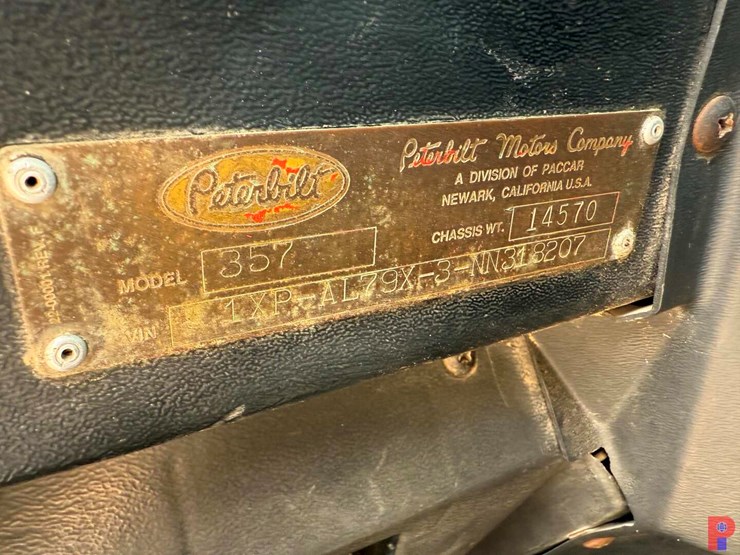 Peterbilt
Peterbilt Motors Company
A DIVISION OF PACCAR
NEWARK, CALIFORNIA U.S.A.
CHASSIS WT. 14570
MODEL 357
VIN 1XP-AL79X-3-NN318207